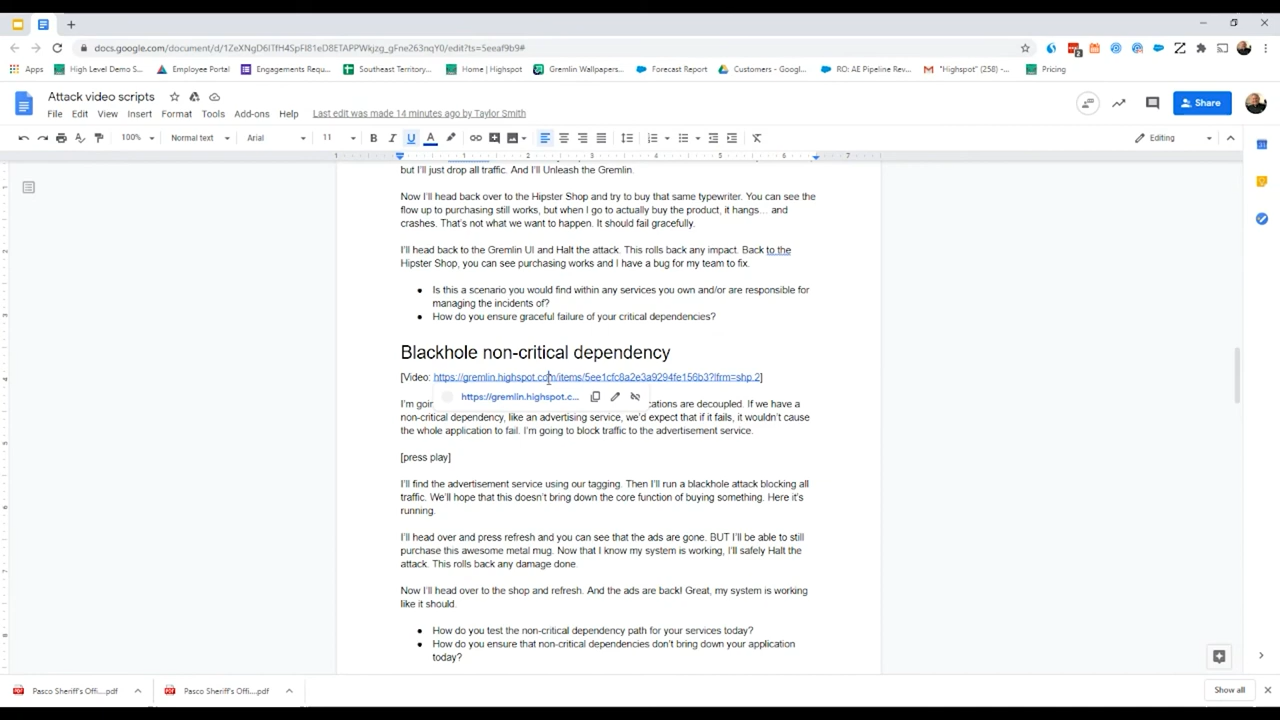 docs.google.com/document/d/1ZeXNgD6ITfH4SpFI81eD8ETAPPWkjzg_gFne263nqY0/edit?ts=5eeaf9b9#
Apps
High Level Demo S...
Employee Portal
Engagements Requ...
Southeast Territory...
Home | Highspot
Gremlin Wallpapers...
Forecast Report
Customers - Googl...
RO: AE Pipeline Rev...
"Highspot" (258) -...
Pricing
Attack video scripts
File Edit View Insert Format Tools Add-ons Help Last edit was made 14 minutes ago by Taylor Smith
Share
100% Normal text Arial 11 B I U A Editing
1 1 2 3 4 5 6 7
but I'll just drop all traffic. And I'll Unleash the Gremlin.
Now I'll head back over to the Hipster Shop and try to buy that same typewriter. You can see the
flow up to purchasing still works, but when I go to actually buy the product, it hangs... and
crashes. That's not what we want to happen. It should fail gracefully.
I'll head back to the Gremlin UI and Halt the attack. This rolls back any impact. Back to the
Hipster Shop, you can see purchasing works and I have a bug for my team to fix.
● Is this a scenario you would find within any services you own and/or are responsible for
managing the incidents of?
● How do you ensure graceful failure of your critical dependencies?
Blackhole non-critical dependency
[Video: https://gremlin.highspot.com/items/5ee1cfc8a2e3a9294fe156b3?lfrm=shp.2]
https://gremlin.highspot.c...
I'm goin cations are decoupled. If we have a
non-critical dependency, like an advertising service, we'd expect that if it fails, it wouldn't cause
the whole application to fail. I'm going to block traffic to the advertisement service.
[press play]
I'll find the advertisement service using our tagging. Then I'll run a blackhole attack blocking all
traffic. We'll hope that this doesn't bring down the core function of buying something. Here it's
running.
I'll head over and press refresh and you can see that the ads are gone. BUT I'll be able to still
purchase this awesome metal mug. Now that I know my system is working, I'll safely Halt the
attack. This rolls back any damage done.
Now I'll head over to the shop and refresh. And the ads are back! Great, my system is working
like it should.
● How do you test the non-critical dependency path for your services today?
● How do you ensure that non-critical dependencies don't bring down your application
today?
Pasco Sheriff's Offi....pdf
Pasco Sheriff's Offi....pdf
Show all